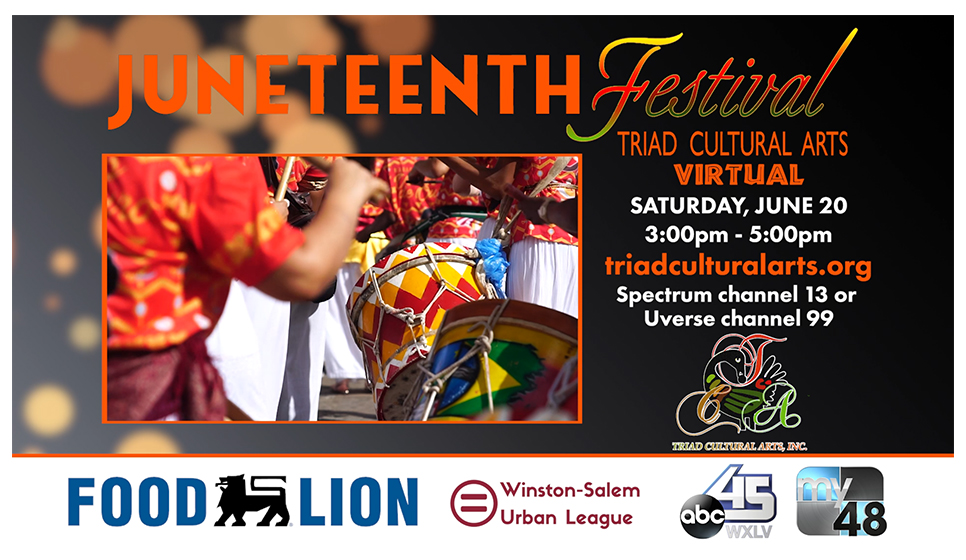 JUNETEENTH Festival
TRIAD CULTURAL ARTS
VIRTUAL
SATURDAY, JUNE 20
3:00pm - 5:00pm
triadculturalarts.org
Spectrum channel 13 or
Uverse channel 99
T
C A
TRIAD CULTURAL ARTS, INC.
FOOD LION
Winston-Salem
Urban League
abc 45
WXLV
my
48